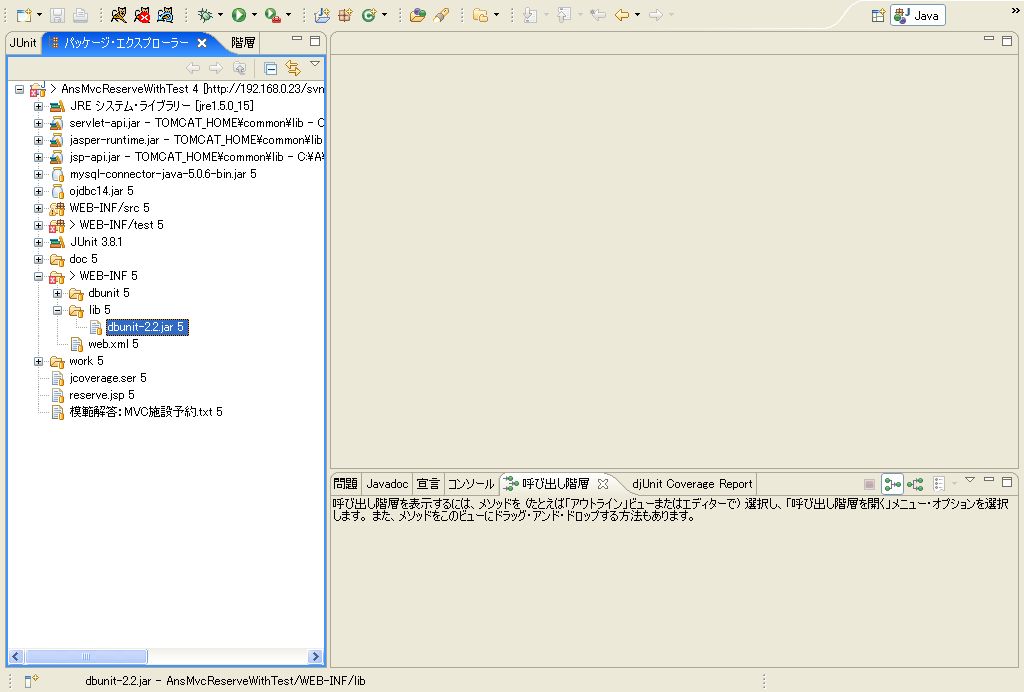 Java
JUnit
パッケージ・エクスプローラー
階層
> AnsMvcReserveWithTest 4 [http://192.168.0.23/svn
JRE システム・ライブラリー [jre1.5.0_15]
servlet-api.jar - TOMCAT_HOME¥common¥lib - C
jasper-runtime.jar - TOMCAT_HOME¥common¥lib
jsp-api.jar - TOMCAT_HOME¥common¥lib - C:¥A¥
mysql-connector-java-5.0.6-bin.jar 5
ojdbc14.jar 5
WEB-INF/src 5
> WEB-INF/test 5
JUnit 3.8.1
doc 5
> WEB-INF 5
dbunit 5
lib 5
dbunit-2.2.jar 5
web.xml 5
work 5
jcoverage.ser 5
reserve.jsp 5
模範解答:MVC施設予約.txt 5
問題
Javadoc
宣言
コンソール
呼び出し階層
djUnit Coverage Report
呼び出し階層を表示するには、メソッドを (たとえば「アウトライン」ビューまたはエディターで) 選択し、「呼び出し階層を開く」メニュー・オプションを選択
します。また、メソッドをこのビューにドラッグ・アンド・ドロップする方法もあります。
dbunit-2.2.jar - AnsMvcReserveWithTest/WEB-INF/lib